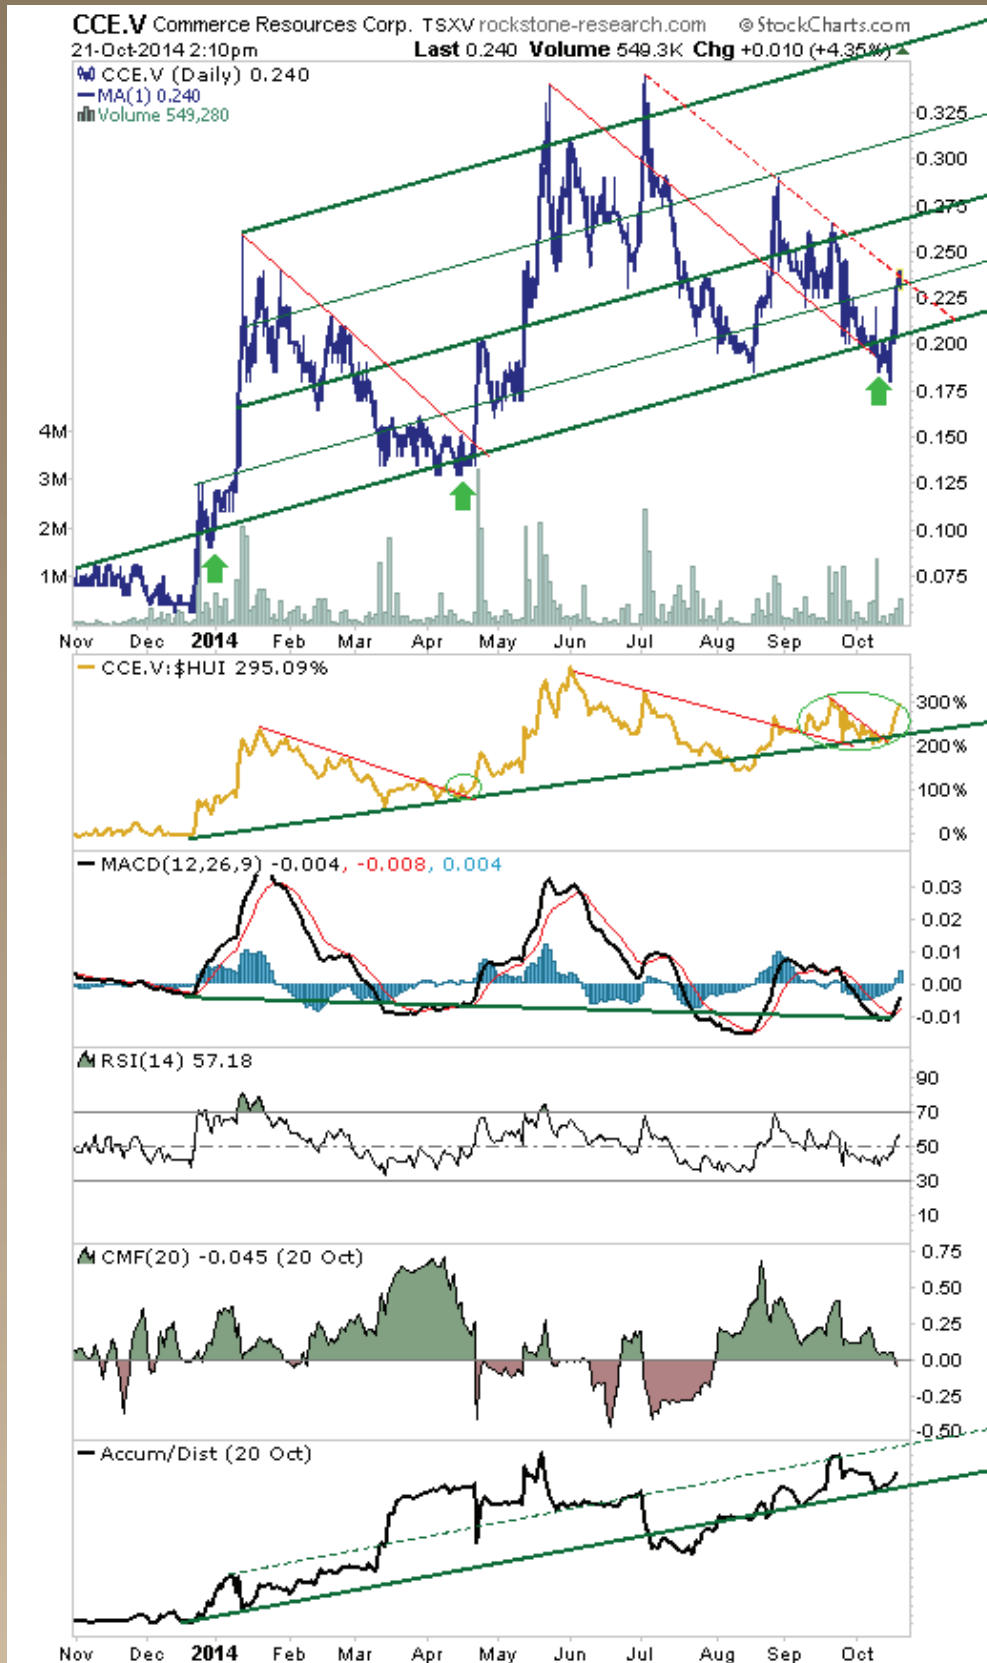 CCE.V Commerce Resources Corp. TSXV rockstone-research.com © StockCharts.com
21-Oct-2014 2:10pm Last 0.240 Volume 549.3K Chg +0.010 (+4.35%)
CCE.V (Daily) 0.240
MA(1) 0.240
Volume 549,280
0.325
0.300
0.275
0.250
0.225
0.200
0.175
4M 0.150
3M 0.125
2M 0.100
1M 0.075
Nov Dec 2014 Feb Mar Apr May Jun Jul Aug Sep Oct
CCE.V:$HUI 295.09%
300%
200%
100%
0%
MACD(12,26,9) -0.004, -0.008, 0.004
0.03
0.02
0.01
0.00
-0.01
RSI(14) 57.18
90
70
50
30
10
CMF(20) -0.045 (20 Oct)
0.75
0.50
0.25
0.00
-0.25
-0.50
Accum/Dist (20 Oct)
Nov Dec 2014 Feb Mar Apr May Jun Jul Aug Sep Oct